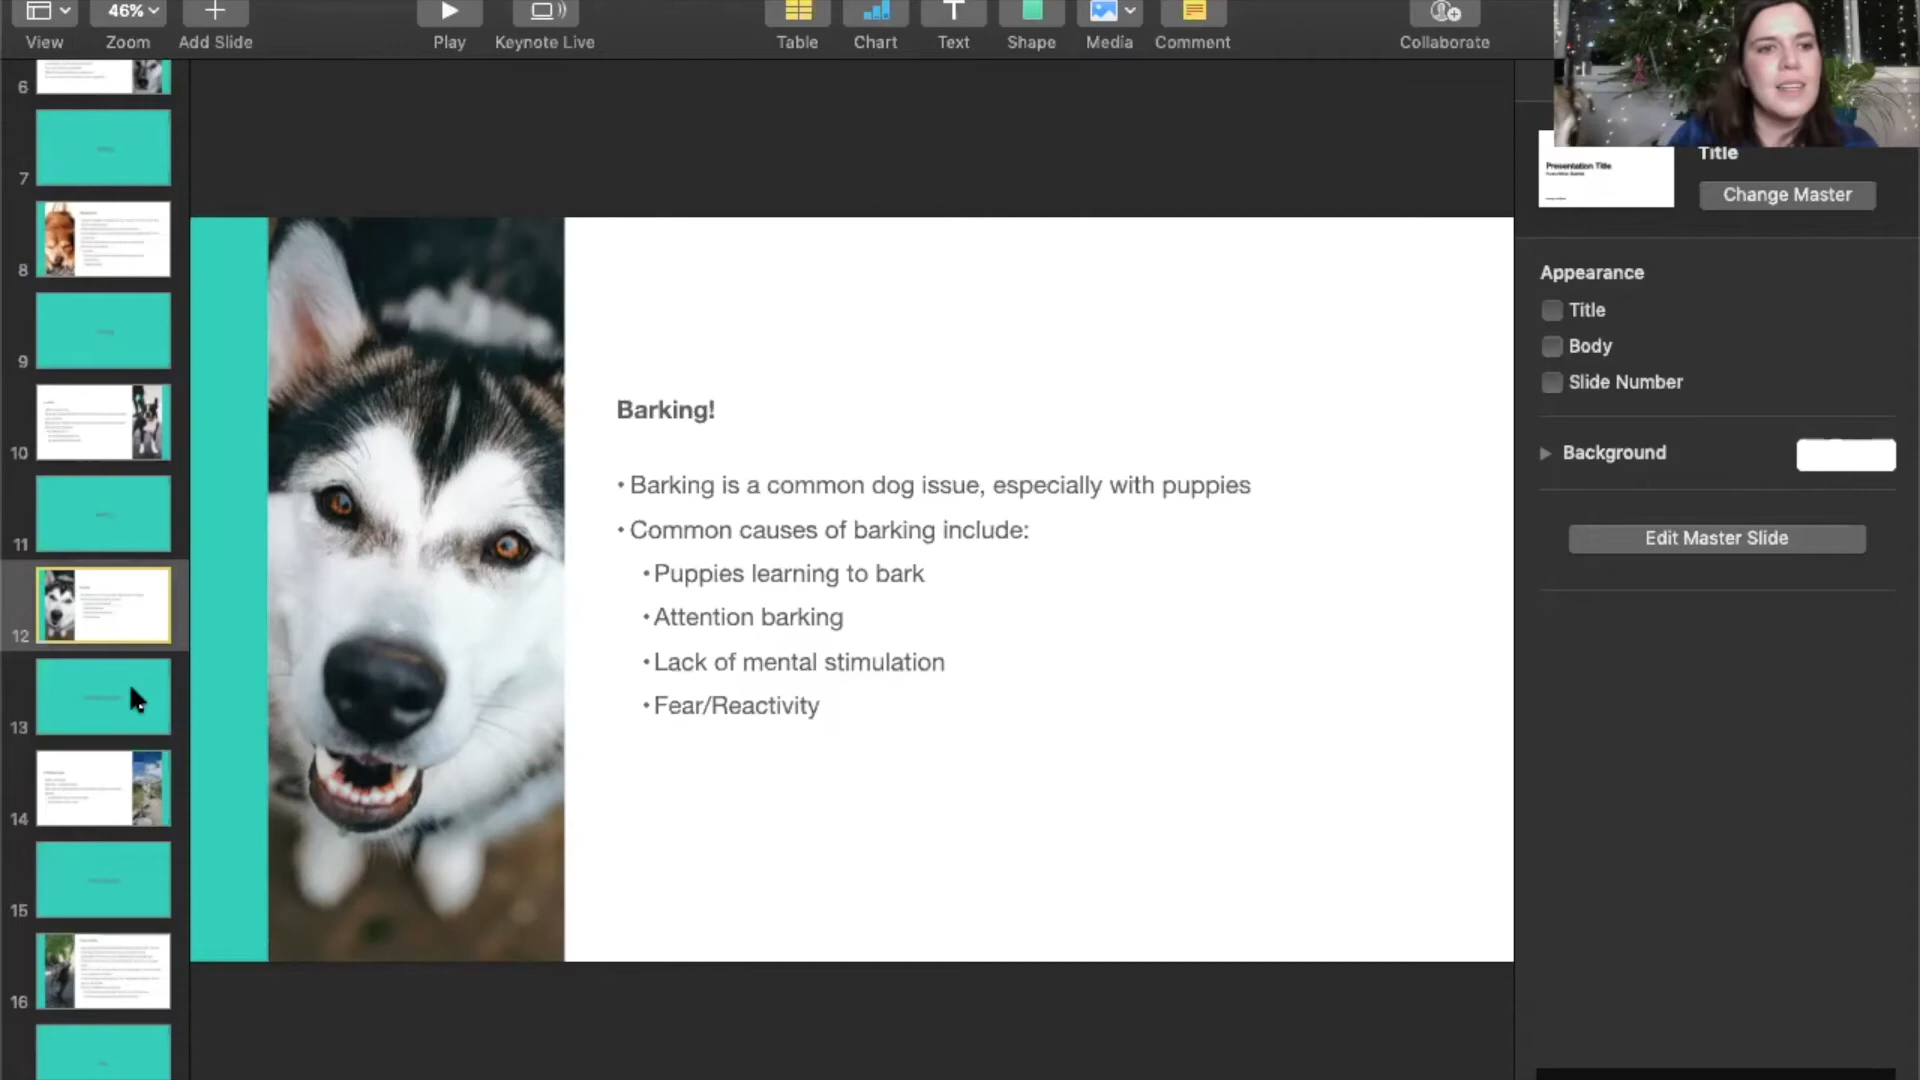 46%
View
Zoom
Add Slide
Play
Keynote Live
Table
Chart
Text
Shape
Media
Comment
Collaborate
6
7
8
9
10
11
12
13
14
15
16
Barking!
• Barking is a common dog issue, especially with puppies
• Common causes of barking include:
• Puppies learning to bark
• Attention barking
• Lack of mental stimulation
• Fear/Reactivity
Presentation Title
Title
Change Master
Appearance
Title
Body
Slide Number
Background
Edit Master Slide